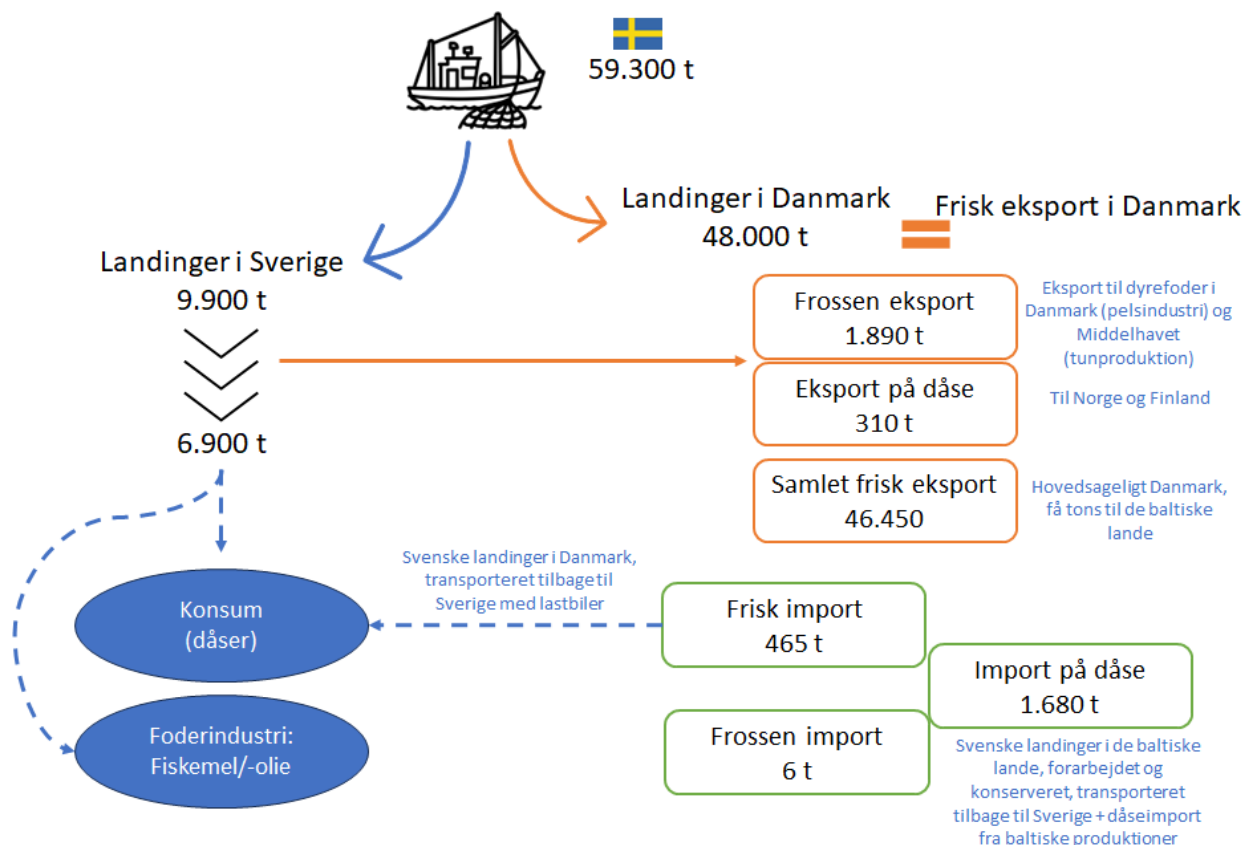 59.300 t
Landinger i Danmark
48.000 t
Frisk eksport i Danmark
Landinger i Sverige
9.900 t
6.900 t
Frossen eksport
1.890 t
Eksport til dyrefoder i
Danmark (pelsindustri) og
Middelhavet
(tunproduktion)
Eksport på dåse
310 t
Til Norge og Finland
Samlet frisk eksport
46.450
Hovedsageligt Danmark,
få tons til de baltiske
lande
Svenske landinger i Danmark,
transporteret tilbage til
Sverige med lastbiler
Konsum
(dåser)
Frisk import
465 t
Import på dåse
1.680 t
Foderindustri:
Fiskemel/-olie
Frossen import
6 t
Svenske landinger i de baltiske
lande, forarbejdet og
konserveret, transporteret
tilbage til Sverige + dåseimport
fra baltiske produktioner